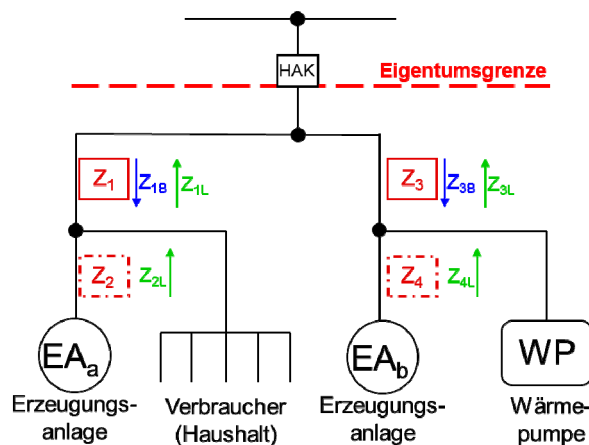 HAK
Eigentumsgrenze
Z1 Z1B Z1L Z3 Z3B Z3L
Z2 Z2L Z4 Z4L
EAa EAb WP
Erzeugungs-
anlage
Verbraucher
(Haushalt)
Erzeugungs-
anlage
Wärme-
pumpe